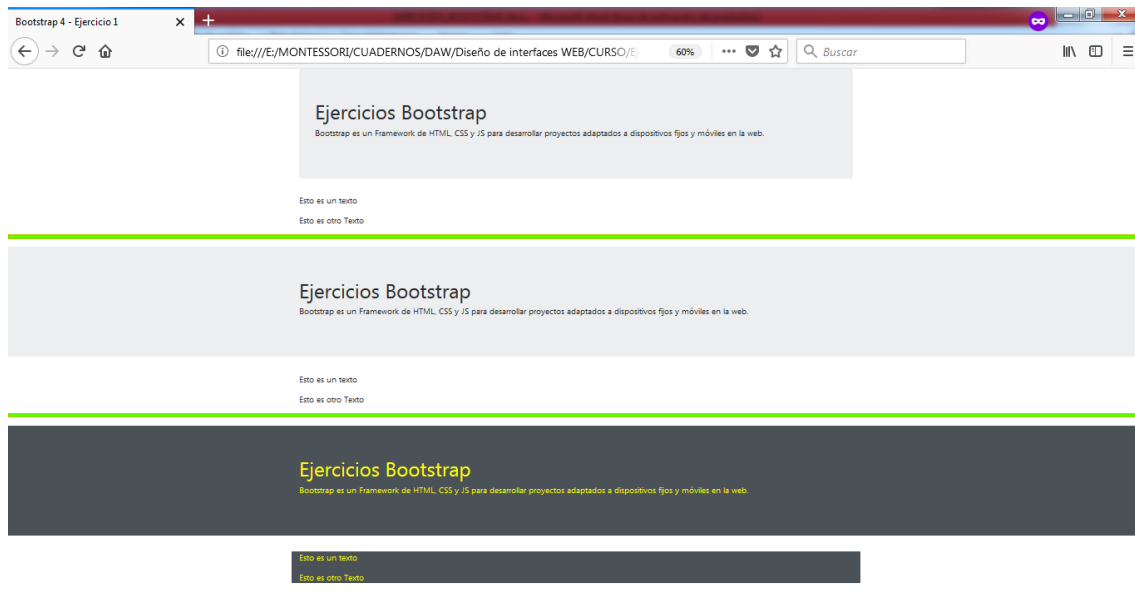 Bootstrap 4 - Ejercicio 1
file:///E:/MONTESSORI/CUADERNOS/DAW/Diseño de interfaces WEB/CURSO/E
60%
Buscar
Ejercicios Bootstrap
Bootstrap es un Framework de HTML, CSS y JS para desarrollar proyectos adaptados a dispositivos fijos y móviles en la web.
Esto es un texto
Esto es otro Texto
Ejercicios Bootstrap
Bootstrap es un Framework de HTML, CSS y JS para desarrollar proyectos adaptados a dispositivos fijos y móviles en la web.
Esto es un texto
Esto es otro Texto
Ejercicios Bootstrap
Bootstrap es un Framework de HTML, CSS y JS para desarrollar proyectos adaptados a dispositivos fijos y móviles en la web.
Esto es un texto
Esto es otro Texto